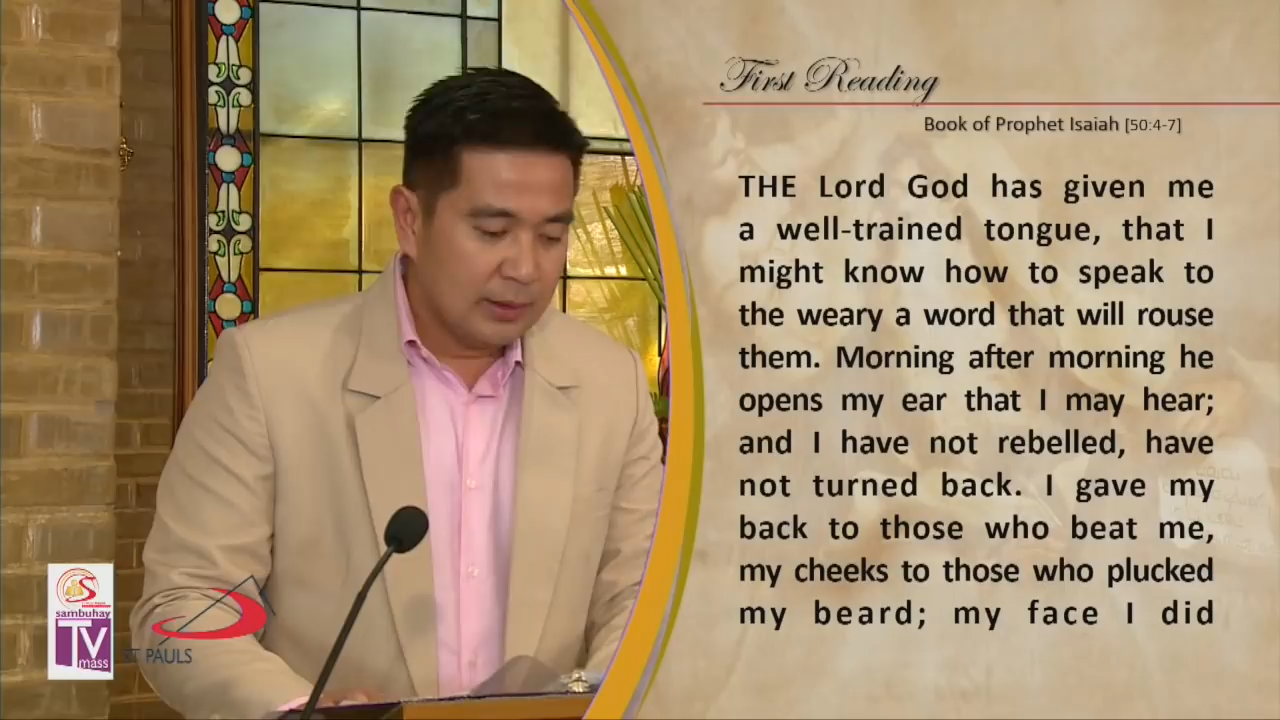 First Reading
Book of Prophet Isaiah [50:4-7]
THE Lord God has given me
a well-trained tongue, that I
might know how to speak to
the weary a word that will rouse
them. Morning after morning he
opens my ear that I may hear;
and I have not rebelled, have
not turned back. I gave my
back to those who beat me,
my cheeks to those who plucked
my beard; my face I did
sambuhay
TV
mass
ST PAULS